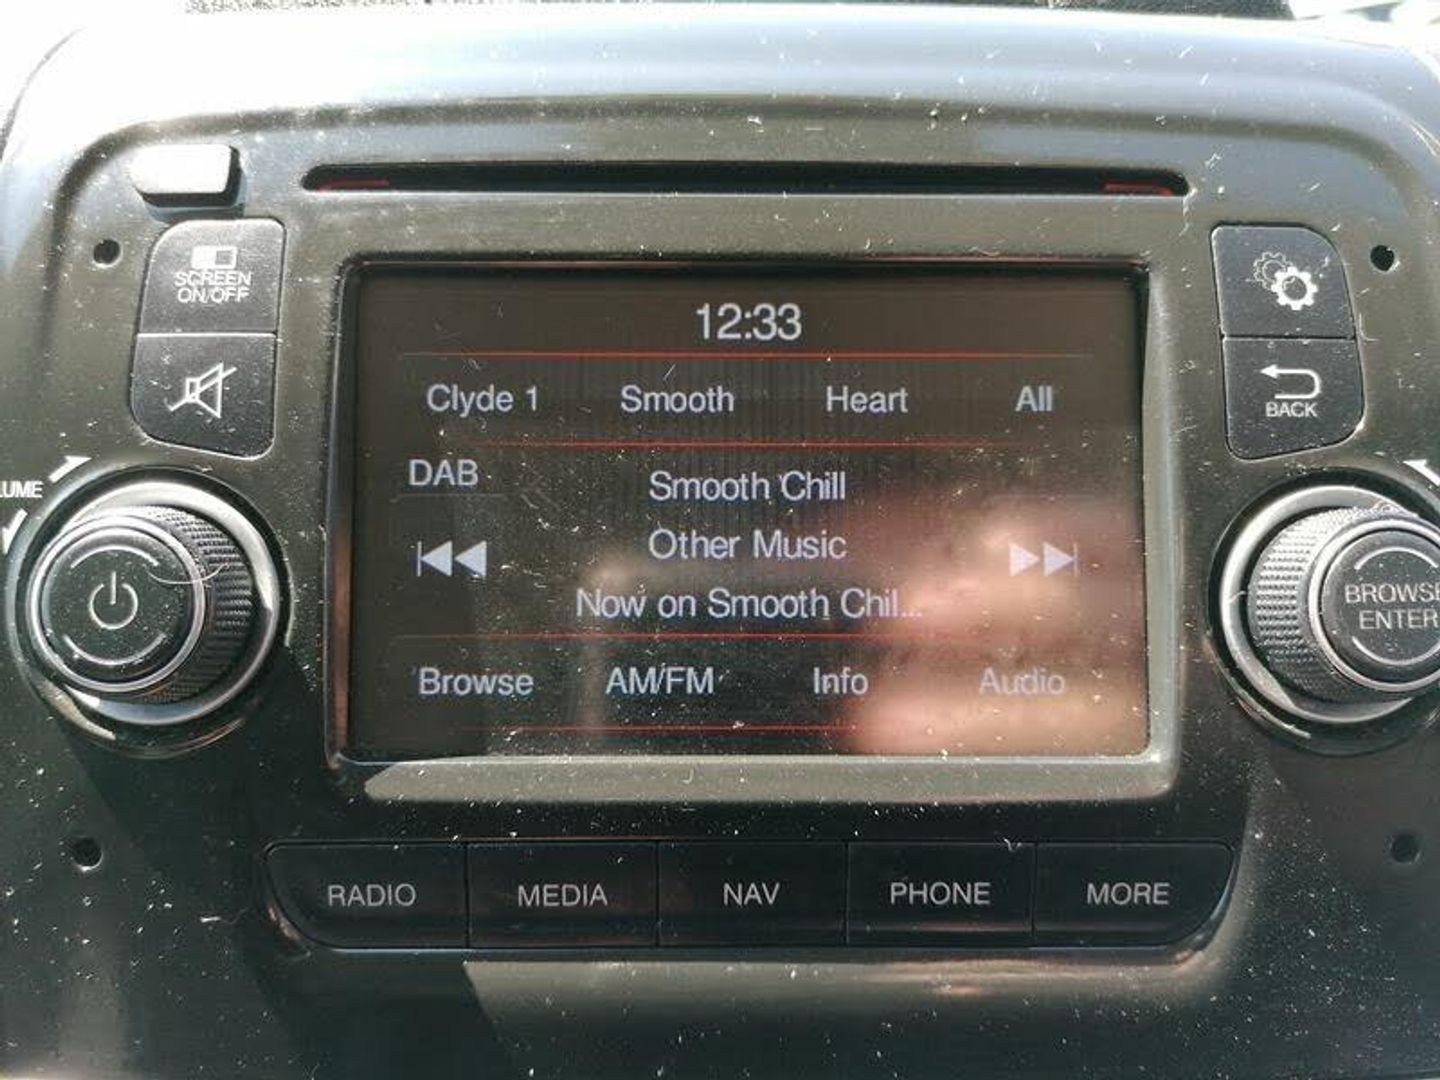 SCREEN
ON/OFF
12:33
Clyde 1 Smooth Heart All
DAB
Smooth Chill
Other Music
Now on Smooth Chil...
Browse AM/FM Info Audio
BACK
BROWSE
ENTER
RADIO MEDIA NAV PHONE MORE